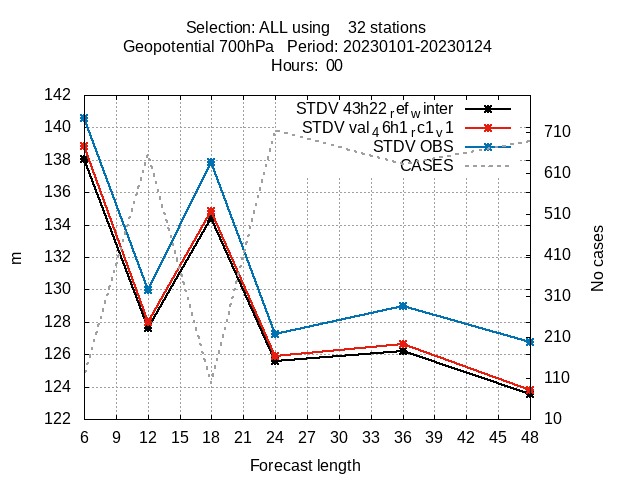 Selection: ALL using 32 stations
Geopotential 700hPa Period: 20230101-20230124
Hours: 00
STDV 43h22refwinter
STDV val46h1rc1v1
STDV OBS
CASES
142
140
138
136
134
132
130
128
126
124
122
m
710
610
510
410
310
210
110
10
No cases
6 9 12 15 18 21 24 27 30 33 36 39 42 45 48
Forecast length